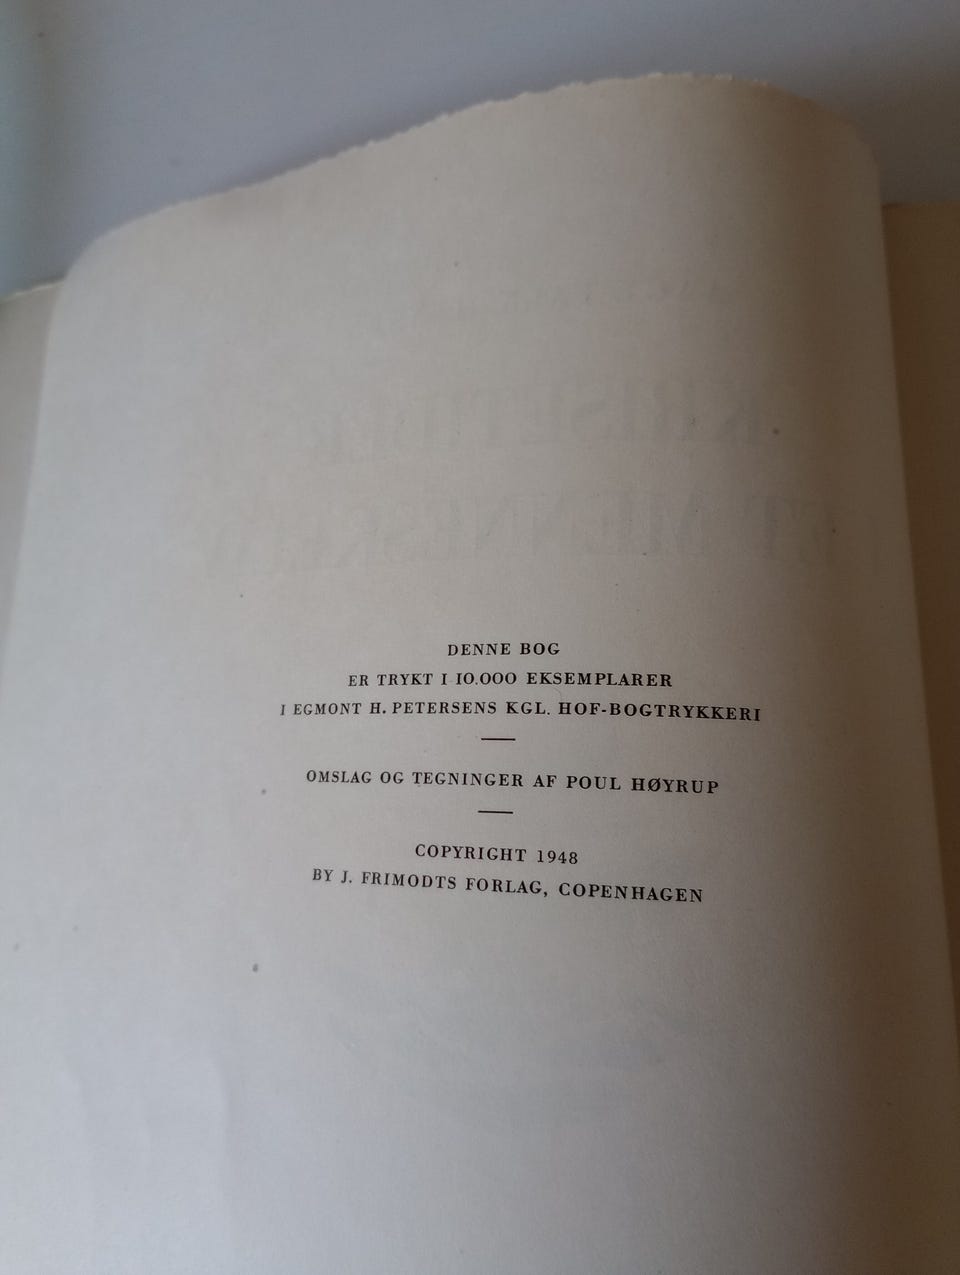 DENNE BOG
ER TRYKT I 10.000 EKSEMPLARER
I EGMONT H. PETERSENS KGL. HOF-BOGTRYKKERI
OMSLAG OG TEGNINGER AF POUL HØYRUP
COPYRIGHT 1948
BY J. FRIMODTS FORLAG, COPENHAGEN